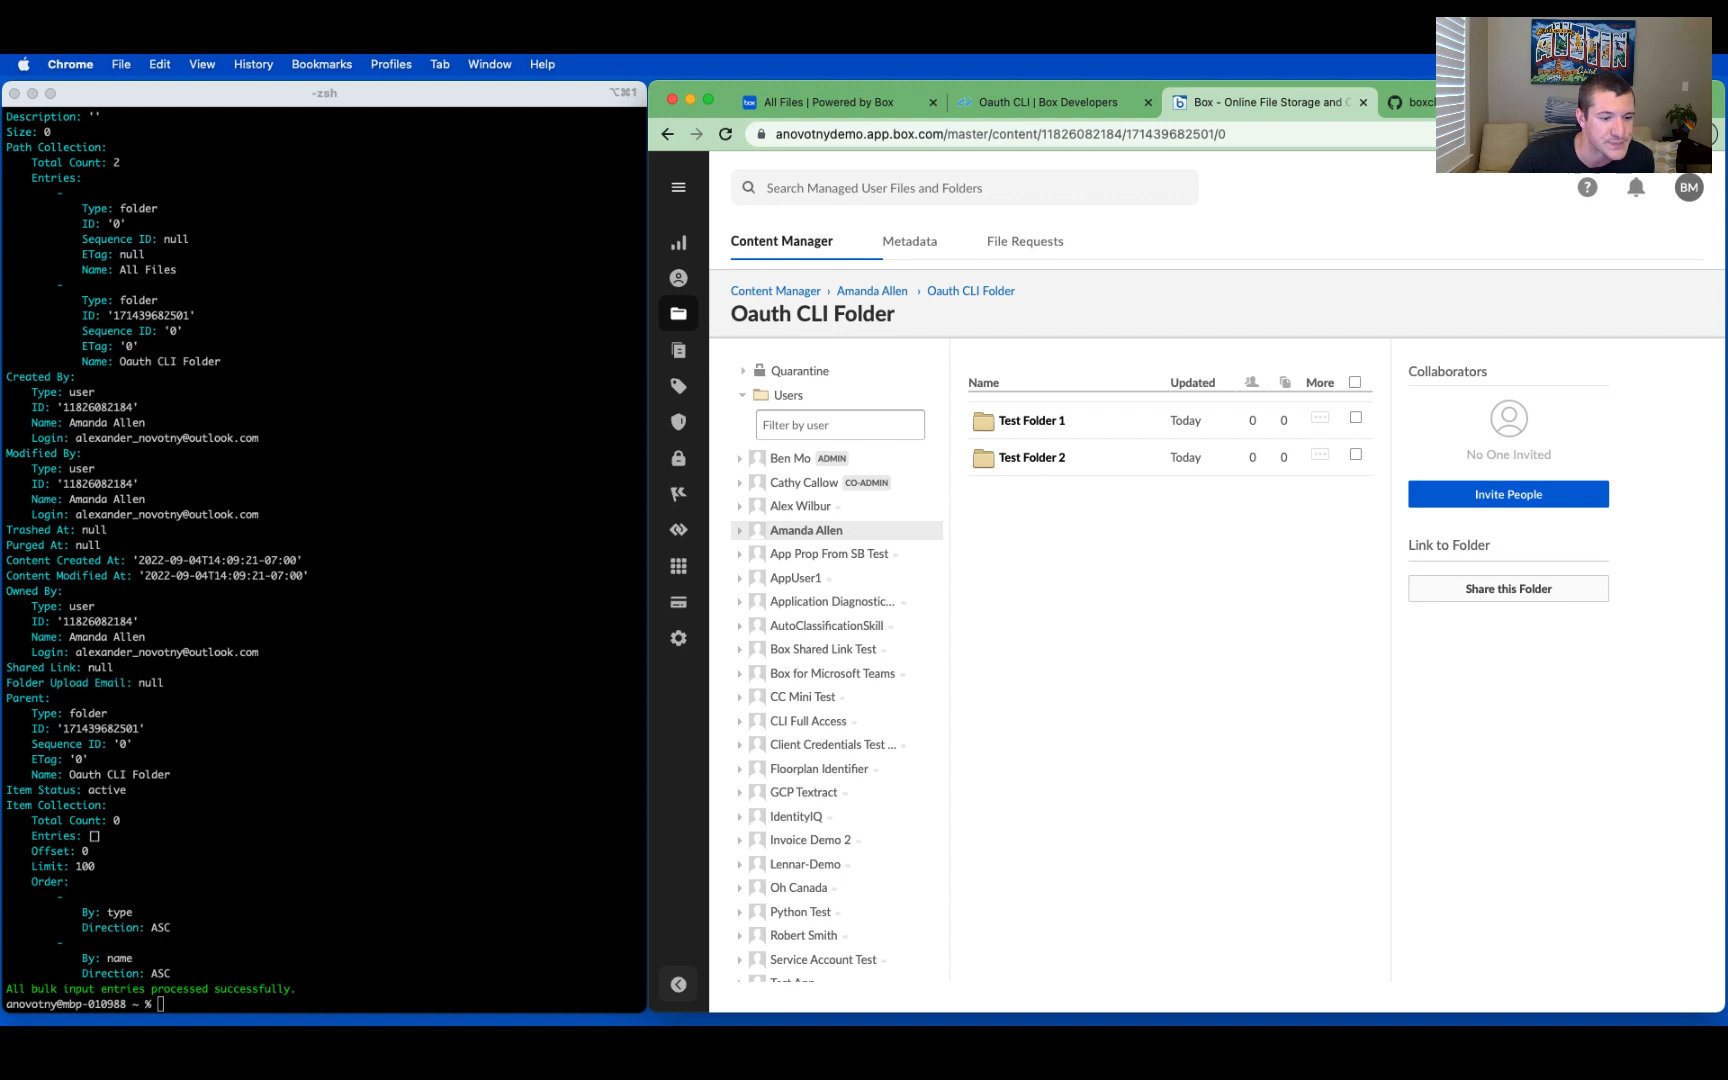 Chrome File Edit View History Bookmarks Profiles Tab Window Help
-zsh
⌥⌘1
Description: ''
Size: 0
Path Collection:
Total Count: 2
Entries:
-
Type: folder
ID: '0'
Sequence ID: null
ETag: null
Name: All Files
-
Type: folder
ID: '171439682501'
Sequence ID: '0'
ETag: '0'
Name: Oauth CLI Folder
Created By:
Type: user
ID: '11826082184'
Name: Amanda Allen
Login: alexander_novotny@outlook.com
Modified By:
Type: user
ID: '11826082184'
Name: Amanda Allen
Login: alexander_novotny@outlook.com
Trashed At: null
Purged At: null
Content Created At: '2022-09-04T14:09:21-07:00'
Content Modified At: '2022-09-04T14:09:21-07:00'
Owned By:
Type: user
ID: '11826082184'
Name: Amanda Allen
Login: alexander_novotny@outlook.com
Shared Link: null
Folder Upload Email: null
Parent:
Type: folder
ID: '171439682501'
Sequence ID: '0'
ETag: '0'
Name: Oauth CLI Folder
Item Status: active
Item Collection:
Total Count: 0
Entries: []
Offset: 0
Limit: 100
Order:
-
By: type
Direction: ASC
-
By: name
Direction: ASC
All bulk input entries processed successfully.
anovotny@mbp-010988 ~ %
box All Files | Powered by Box
Oauth CLI | Box Developers
Box - Online File Storage and C
boxcl
anovotnydemo.app.box.com/master/content/11826082184/171439682501/0
AUSTIN
Capitol
Search Managed User Files and Folders
? BM
Content Manager Metadata File Requests
Content Manager › Amanda Allen › Oauth CLI Folder
Oauth CLI Folder
Quarantine
Users
Filter by user
Ben Mo ADMIN
Cathy Callow CO-ADMIN
Alex Wilbur
Amanda Allen
App Prop From SB Test
AppUser1
Application Diagnostic...
AutoClassificationSkill
Box Shared Link Test
Box for Microsoft Teams
CC Mini Test
CLI Full Access
Client Credentials Test ...
Floorplan Identifier
GCP Textract
IdentityIQ
Invoice Demo 2
Lennar-Demo
Oh Canada
Python Test
Robert Smith
Service Account Test
Test App
Name Updated More
Test Folder 1 Today 0 0 ...
Test Folder 2 Today 0 0 ...
Collaborators
No One Invited
Invite People
Link to Folder
Share this Folder